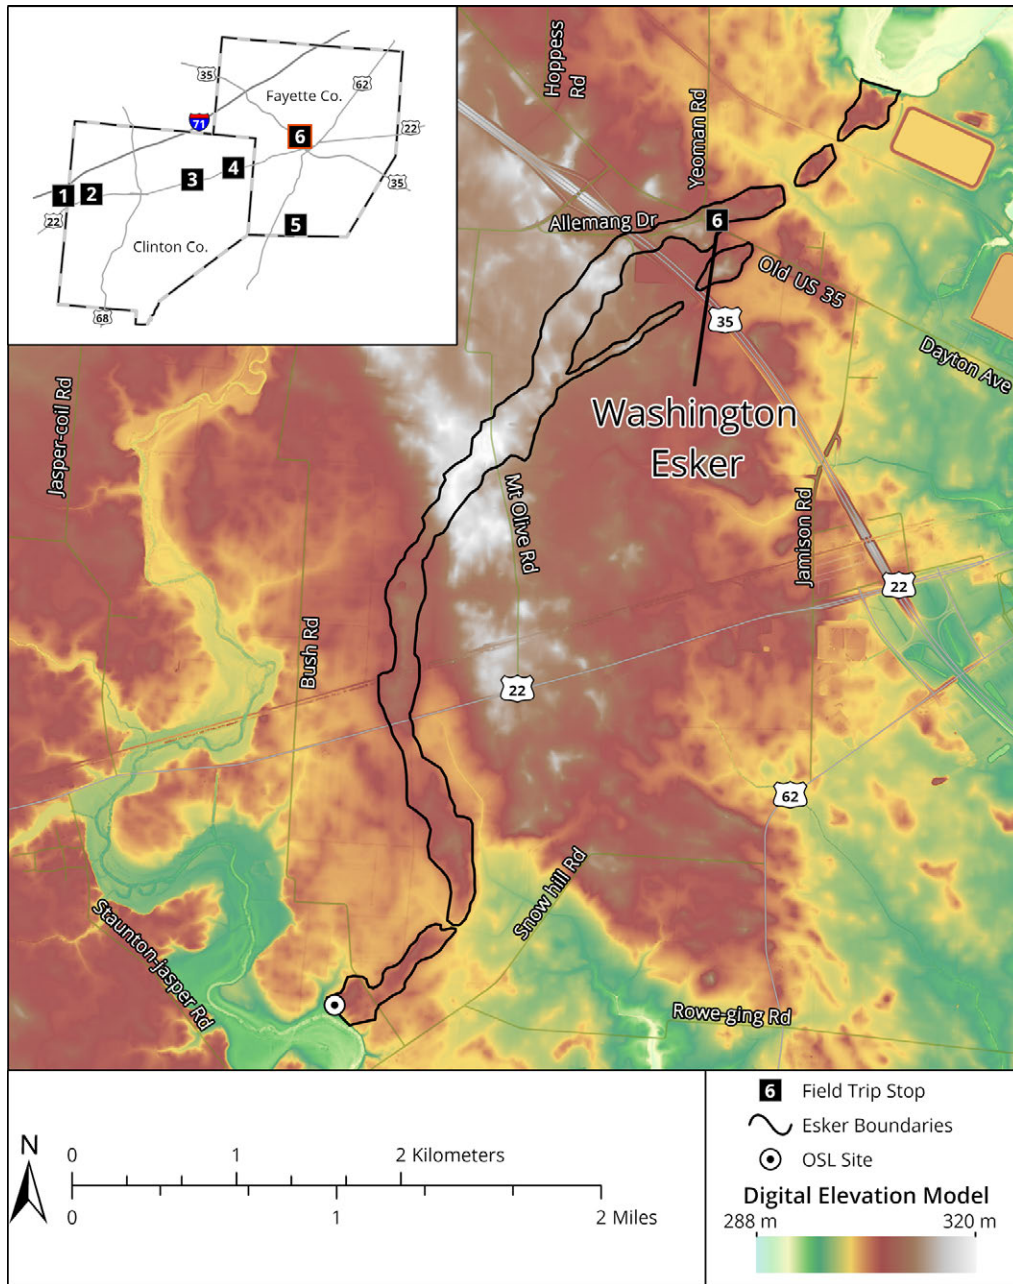 35
62
Fayette Co.
71
22
6
4
3
1
2
35
22
5
Clinton Co.
68
Hoppess
Rd
Yeoman Rd
Allemang Dr
6
Old US 35
35
Dayton Ave
Washington
Esker
Jasper-coil Rd
Mt Olive Rd
Jamison Rd
22
Bush Rd
22
62
Snow hill Rd
Staunton-jasper Rd
Rowe-ging Rd
N
0 1 2 Kilometers
0 1 2 Miles
6 Field Trip Stop
Esker Boundaries
OSL Site
Digital Elevation Model
288 m 320 m